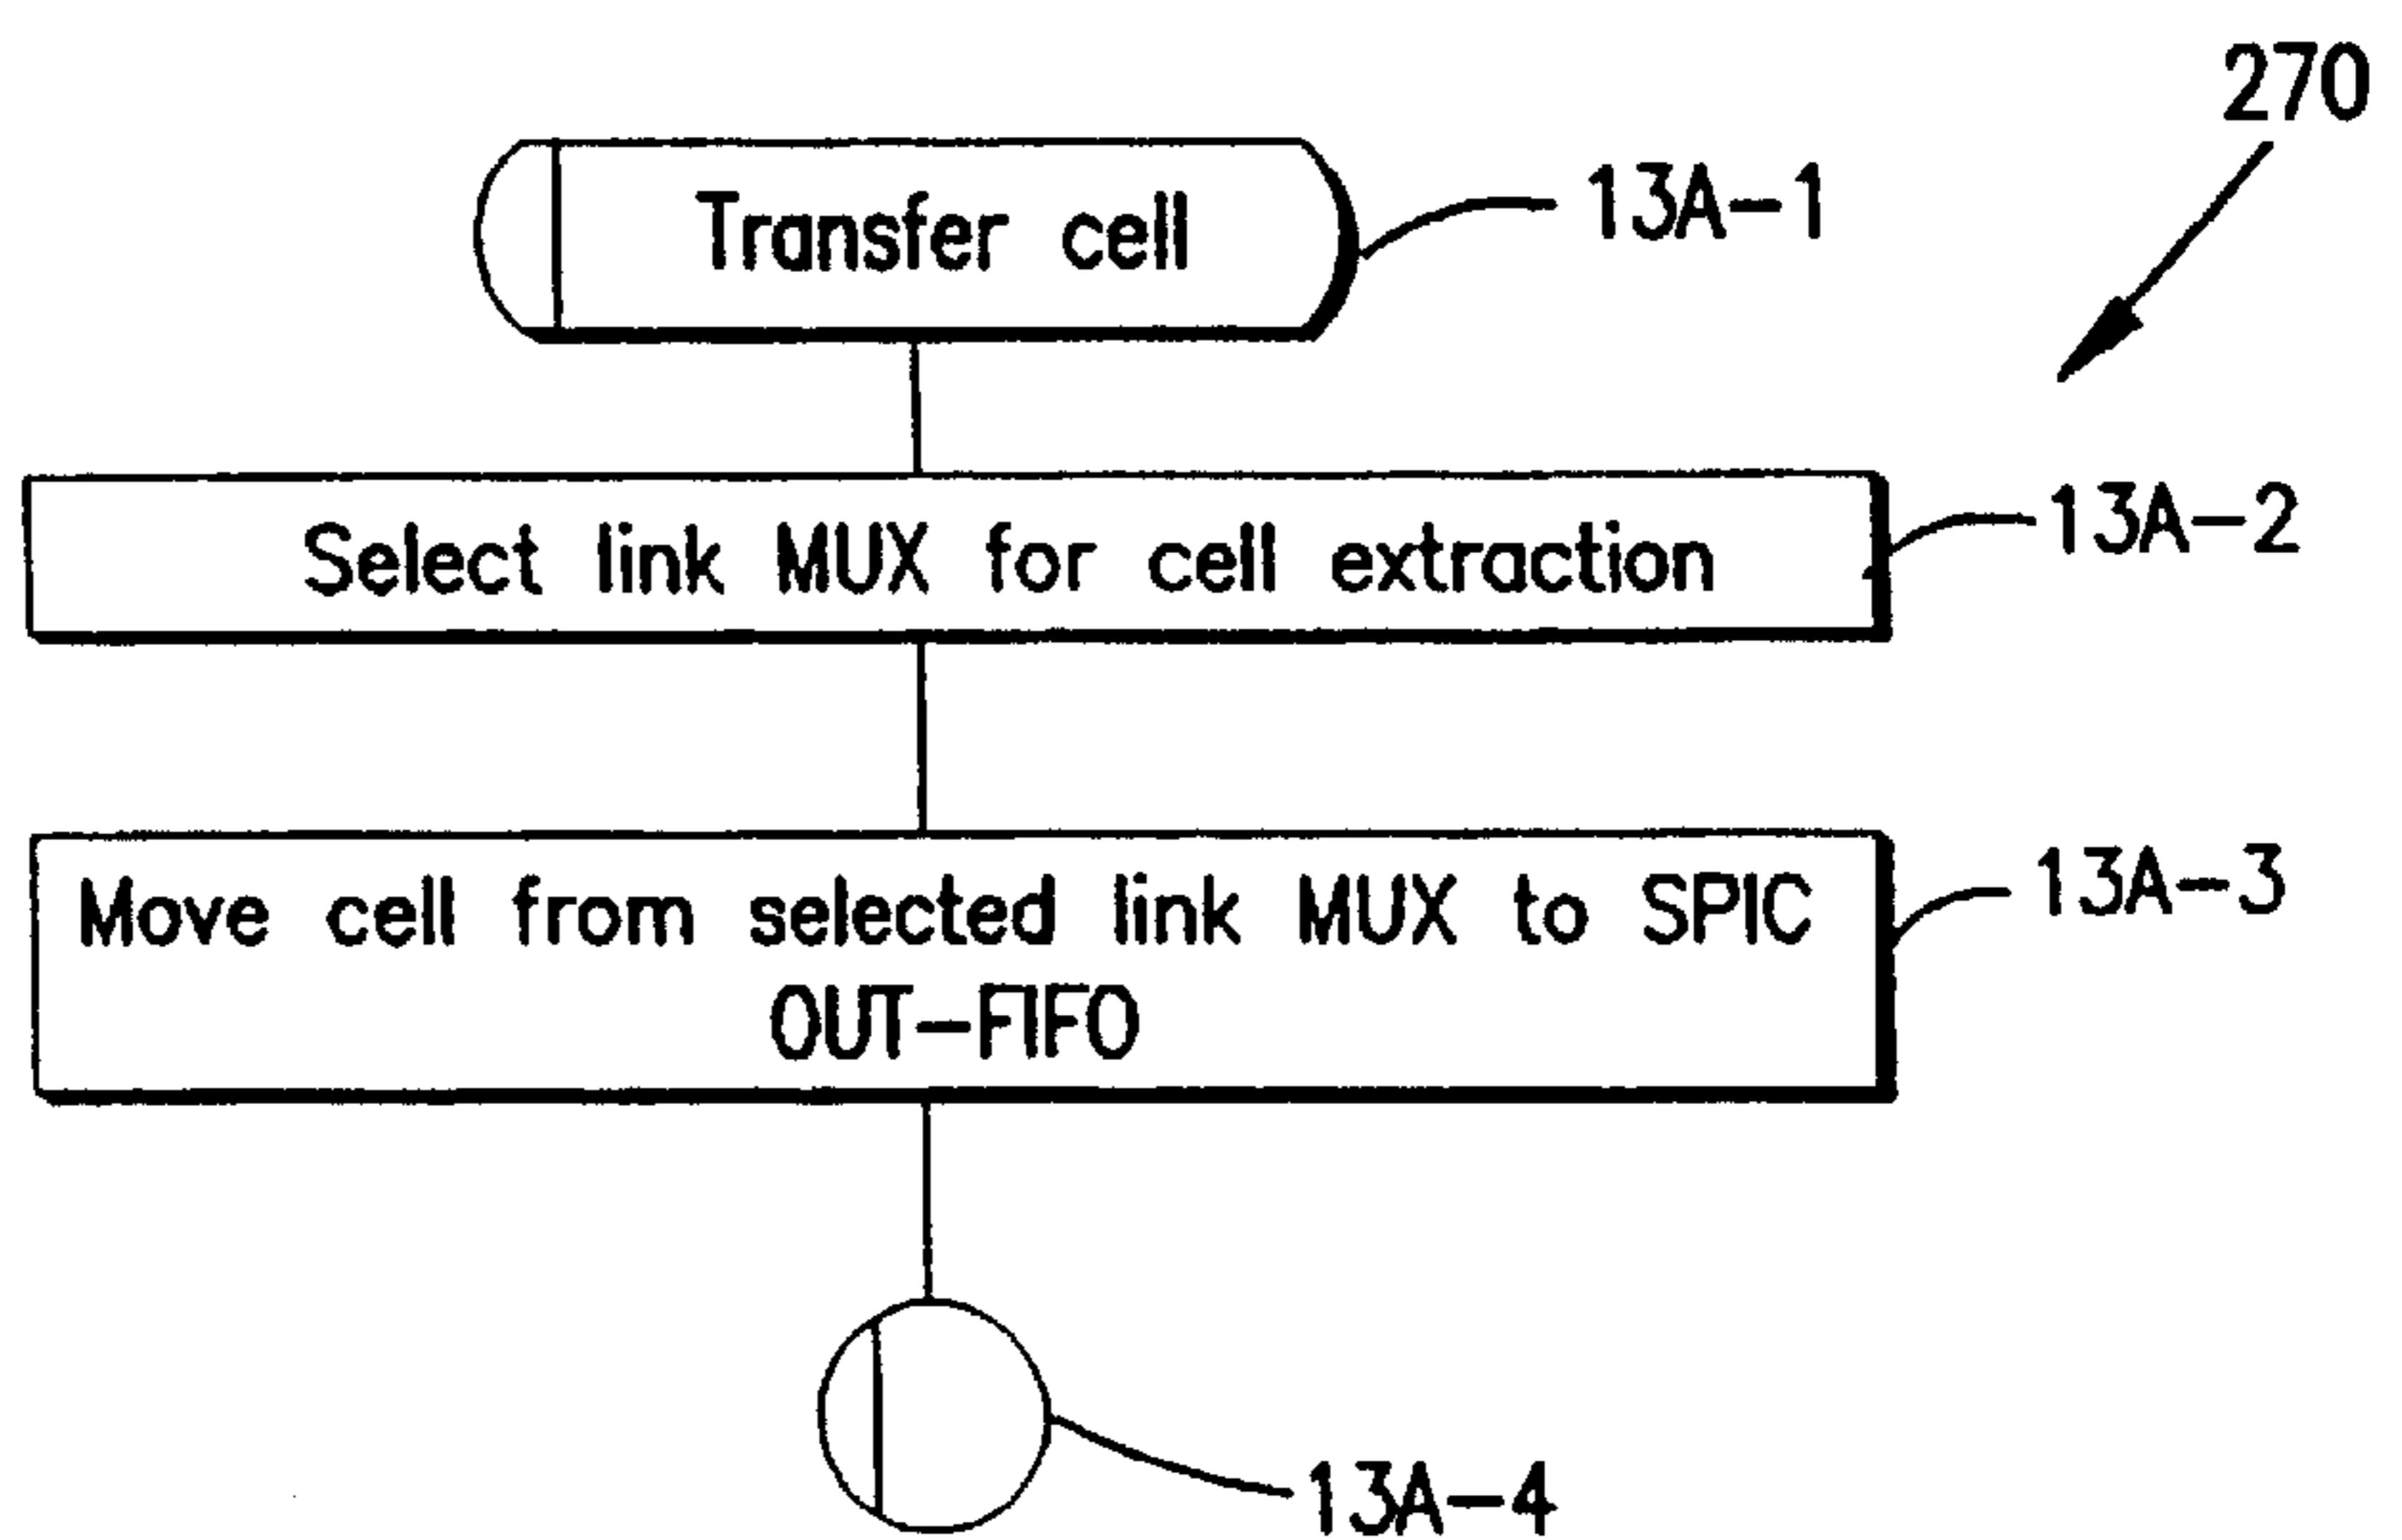 270
Transfer cell
13A-1
Select link MUX for cell extraction
13A-2
Move cell from selected link MUX to SPIC
OUT-FIFO
13A-3
13A-4